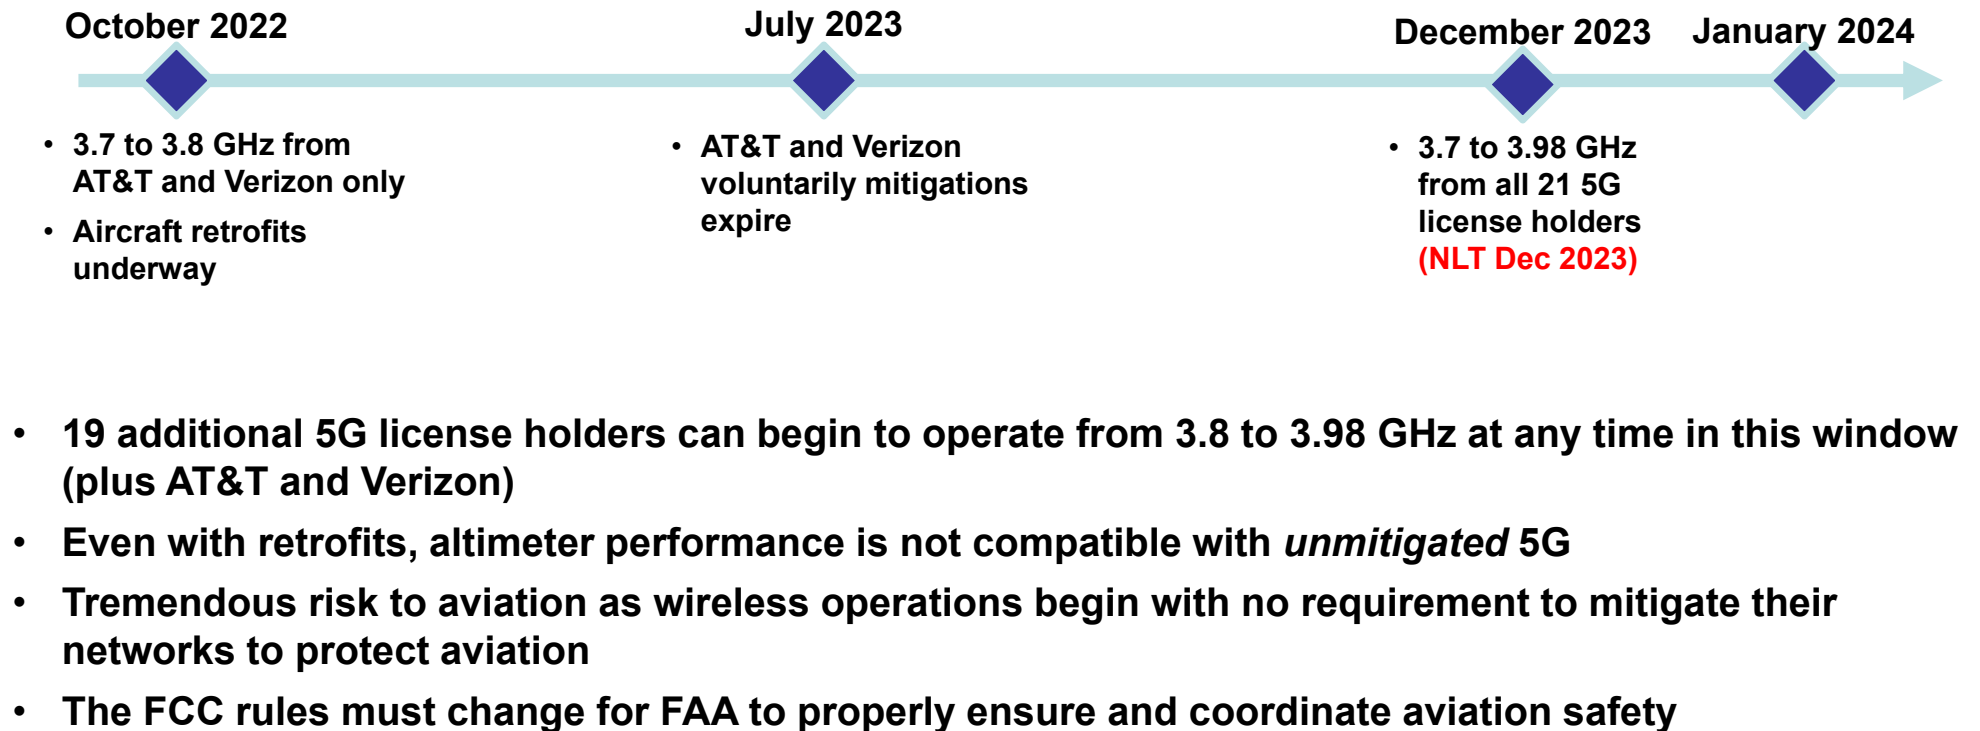 October 2022
July 2023
December 2023
January 2024
• 3.7 to 3.8 GHz from
AT&T and Verizon only
• Aircraft retrofits
underway
• AT&T and Verizon
voluntarily mitigations
expire
• 3.7 to 3.98 GHz
from all 21 5G
license holders
(NLT Dec 2023)
• 19 additional 5G license holders can begin to operate from 3.8 to 3.98 GHz at any time in this window
(plus AT&T and Verizon)
• Even with retrofits, altimeter performance is not compatible with unmitigated 5G
• Tremendous risk to aviation as wireless operations begin with no requirement to mitigate their
networks to protect aviation
• The FCC rules must change for FAA to properly ensure and coordinate aviation safety